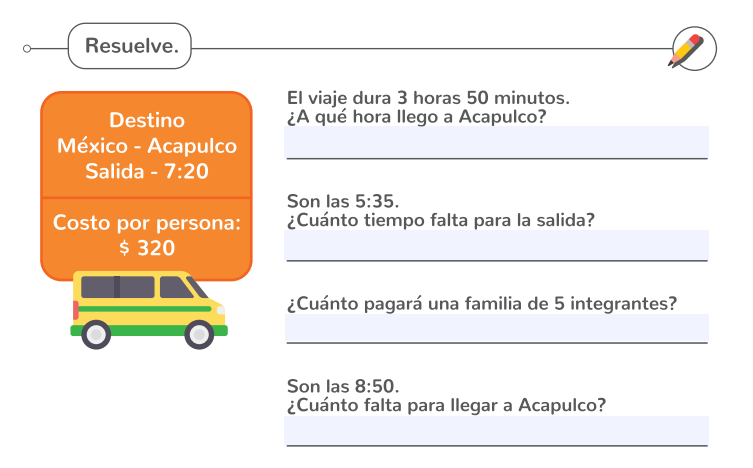 Resuelve.
Destino
México - Acapulco
Salida - 7:20
Costo por persona:
$ 320
El viaje dura 3 horas 50 minutos.
¿A qué hora llego a Acapulco?
Son las 5:35.
¿Cuánto tiempo falta para la salida?
¿Cuánto pagará una familia de 5 integrantes?
Son las 8:50.
¿Cuánto falta para llegar a Acapulco?